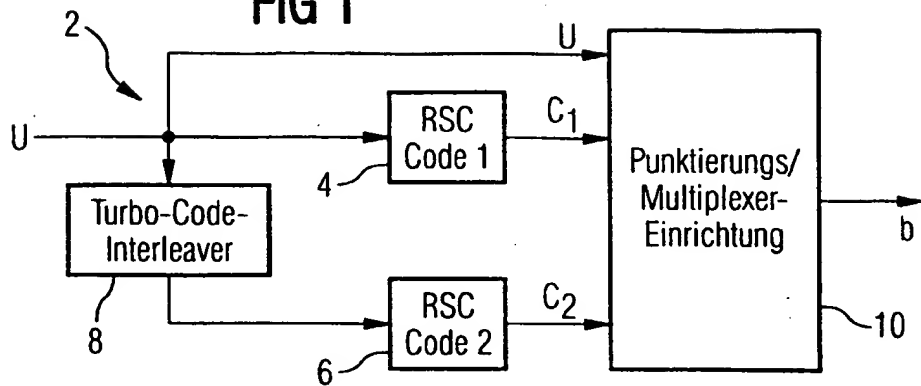 FIG 1
2
U
U
RSC
Code 1
C1
4
Turbo-Code-
Interleaver
8
RSC
Code 2
C2
6
Punktierungs/
Multiplexer-
Einrichtung
b
10